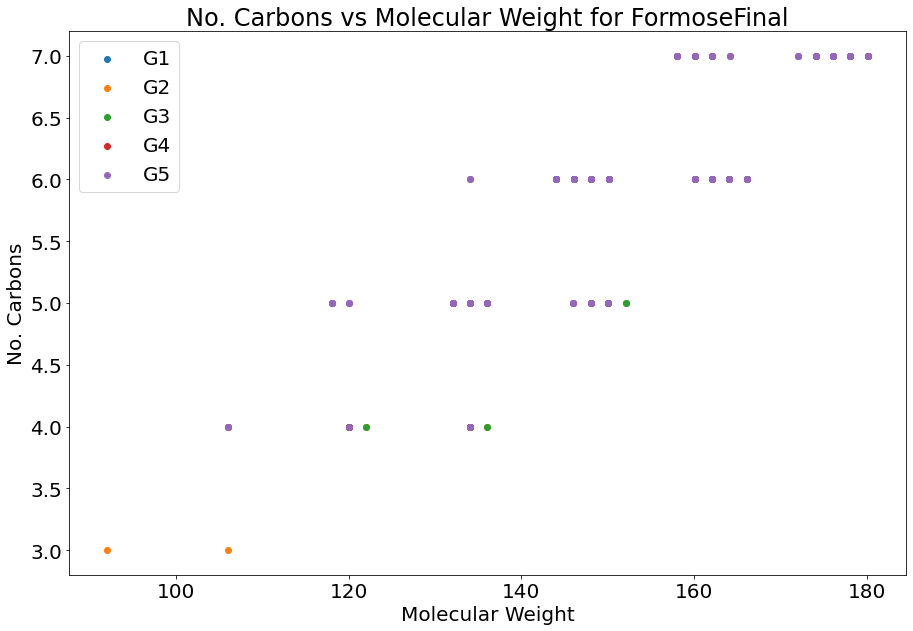 No. Carbons vs Molecular Weight for FormoseFinal
G1
G2
G3
G4
G5
No. Carbons
7.0
6.5
6.0
5.5
5.0
4.5
4.0
3.5
3.0
100 120 140 160 180
Molecular Weight